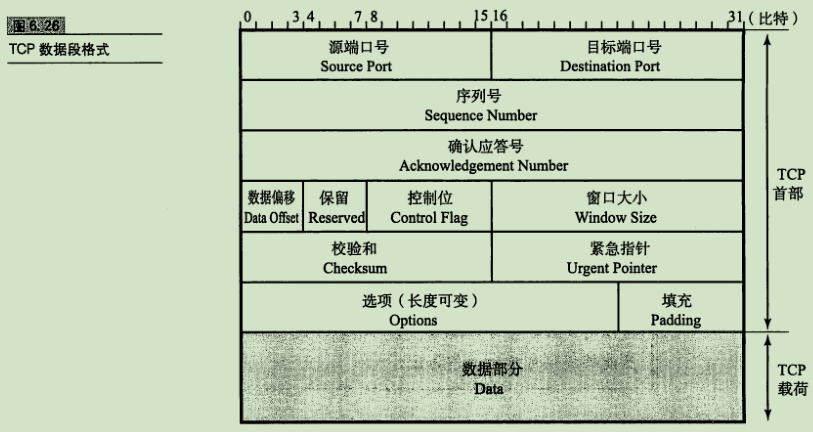 图 6.26
TCP 数据段格式
0 3 4 7 8 15 16 31 (比特)
源端口号 目标端口号
Source Port Destination Port
序列号
Sequence Number
确认应答号
Acknowledgement Number
数据偏移 保留 控制位 窗口大小
Data Offset Reserved Control Flag Window Size
校验和 紧急指针
Checksum Urgent Pointer
选项（长度可变） 填充
Options Padding
数据部分
Data
TCP
首部
TCP
载荷